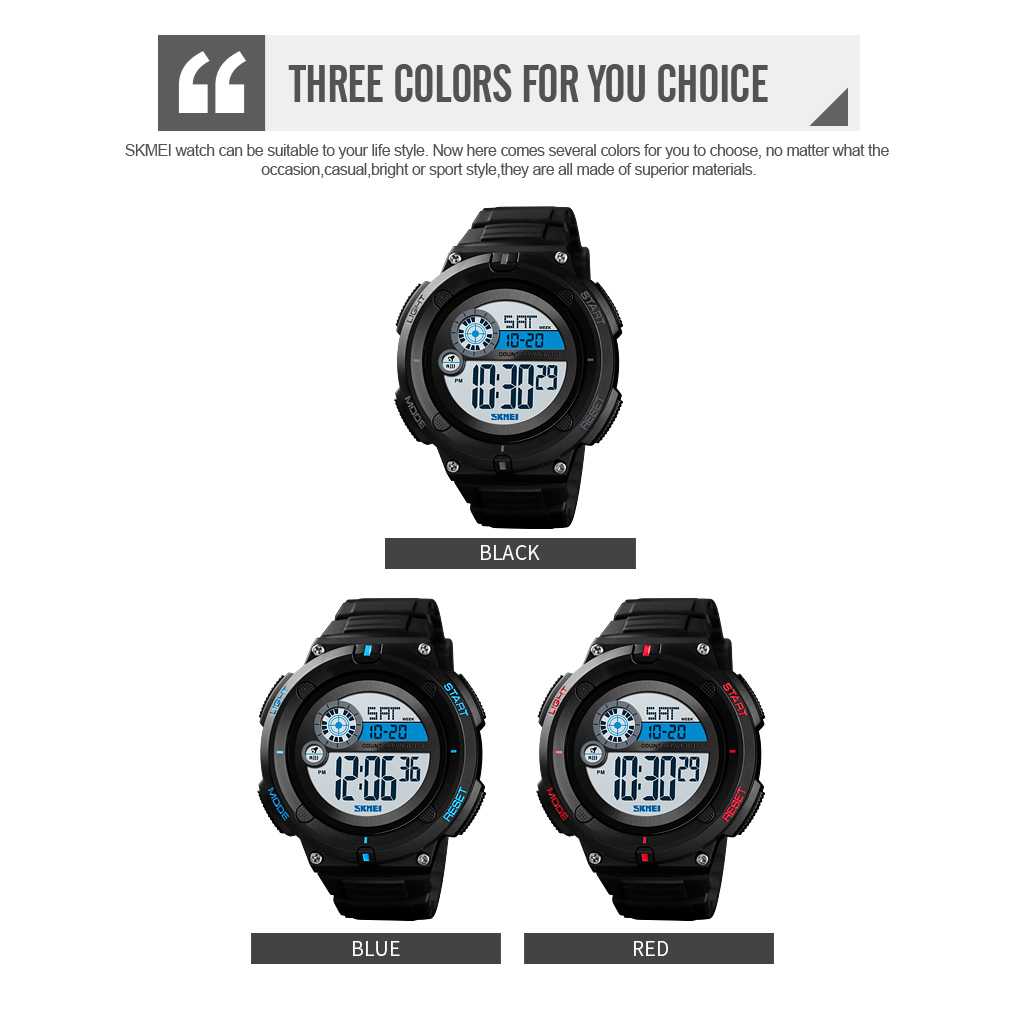 THREE COLORS FOR YOU CHOICE
SKMEI watch can be suitable to your life style. Now here comes several colors for you to choose, no matter what the
occasion,casual,bright or sport style,they are all made of superior materials.
LIGHT
START
SAT
WEEK
10-20
PM
10:30 29
SKMEI
MODE
RESET
BLACK
LIGHT
START
SAT
WEEK
10-20
PM
12:06 36
SKMEI
MODE
RESET
BLUE
LIGHT
START
SAT
WEEK
10-20
PM
10:30 29
SKMEI
MODE
RESET
RED